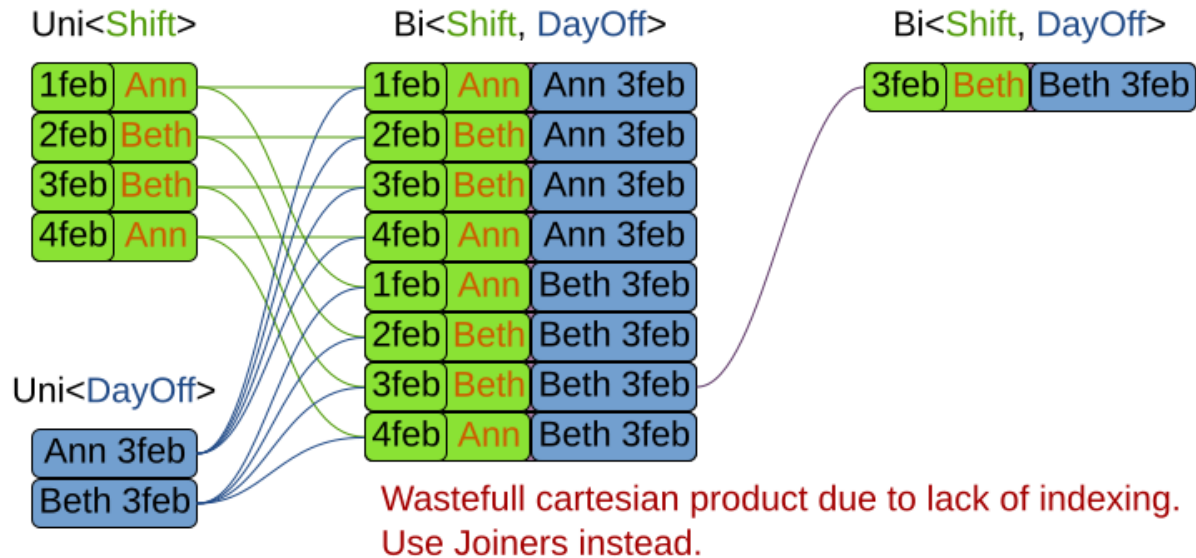 Uni<Shift>
Bi<Shift, DayOff>
Bi<Shift, DayOff>
1feb Ann
2feb Beth
3feb Beth
4feb Ann
Uni<DayOff>
Ann 3feb
Beth 3feb
1feb Ann Ann 3feb
2feb Beth Ann 3feb
3feb Beth Ann 3feb
4feb Ann Ann 3feb
1feb Ann Beth 3feb
2feb Beth Beth 3feb
3feb Beth Beth 3feb
4feb Ann Beth 3feb
3feb Beth Beth 3feb
Wastefull cartesian product due to lack of indexing.
Use Joiners instead.